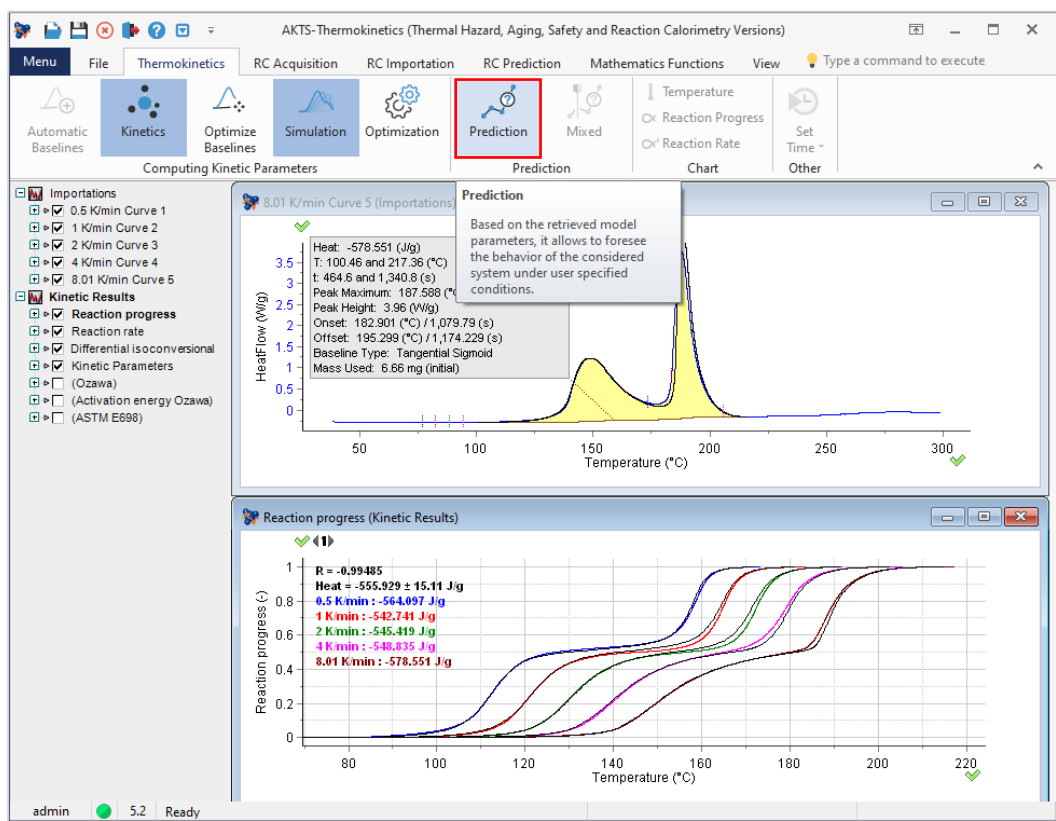 AKTS-Thermokinetics (Thermal Hazard, Aging, Safety and Reaction Calorimetry Versions)
Menu File Thermokinetics RC Acquisition RC Importation RC Prediction Mathematics Functions View Type a command to execute
Automatic Baselines
Kinetics
Optimize Baselines
Simulation
Optimization
Prediction
Mixed
Temperature
Reaction Progress
Reaction Rate
Set Time
Computing Kinetic Parameters Prediction Chart Other
Importations
0.5 K/min Curve 1
1 K/min Curve 2
2 K/min Curve 3
4 K/min Curve 4
8.01 K/min Curve 5
Kinetic Results
Reaction progress
Reaction rate
Differential isoconversional
Kinetic Parameters
(Ozawa)
(Activation energy Ozawa)
(ASTM E698)
8.01 K/min Curve 5 (Importations)
Prediction
Based on the retrieved model
parameters, it allows to foresee
the behavior of the considered
system under user specified
conditions.
Heat: -578.551 (J/g)
T: 100.46 and 217.36 (°C)
t: 464.6 and 1,340.8 (s)
Peak Maximum: 187.588
Peak Height: 3.96 (W/g)
Onset: 182.901 (°C) / 1,079.79 (s)
Offset: 195.299 (°C) / 1,174.229 (s)
Baseline Type: Tangential Sigmoid
Mass Used: 6.66 mg (initial)
HeatFlow (W/g)
3.5
3
2.5
2
1.5
1
0.5
0
50 100 150 200 250 300
Temperature (°C)
Reaction progress (Kinetic Results)
1
R = -0.99485
Heat = -555.929 ± 15.11 J/g
0.5 K/min : -564.097 J/g
1 K/min : -542.741 J/g
2 K/min : -545.419 J/g
4 K/min : -548.835 J/g
8.01 K/min : -578.551 J/g
Reaction progress (-)
1
0.8
0.6
0.4
0.2
0
80 100 120 140 160 180 200 220
Temperature (°C)
admin 5.2 Ready